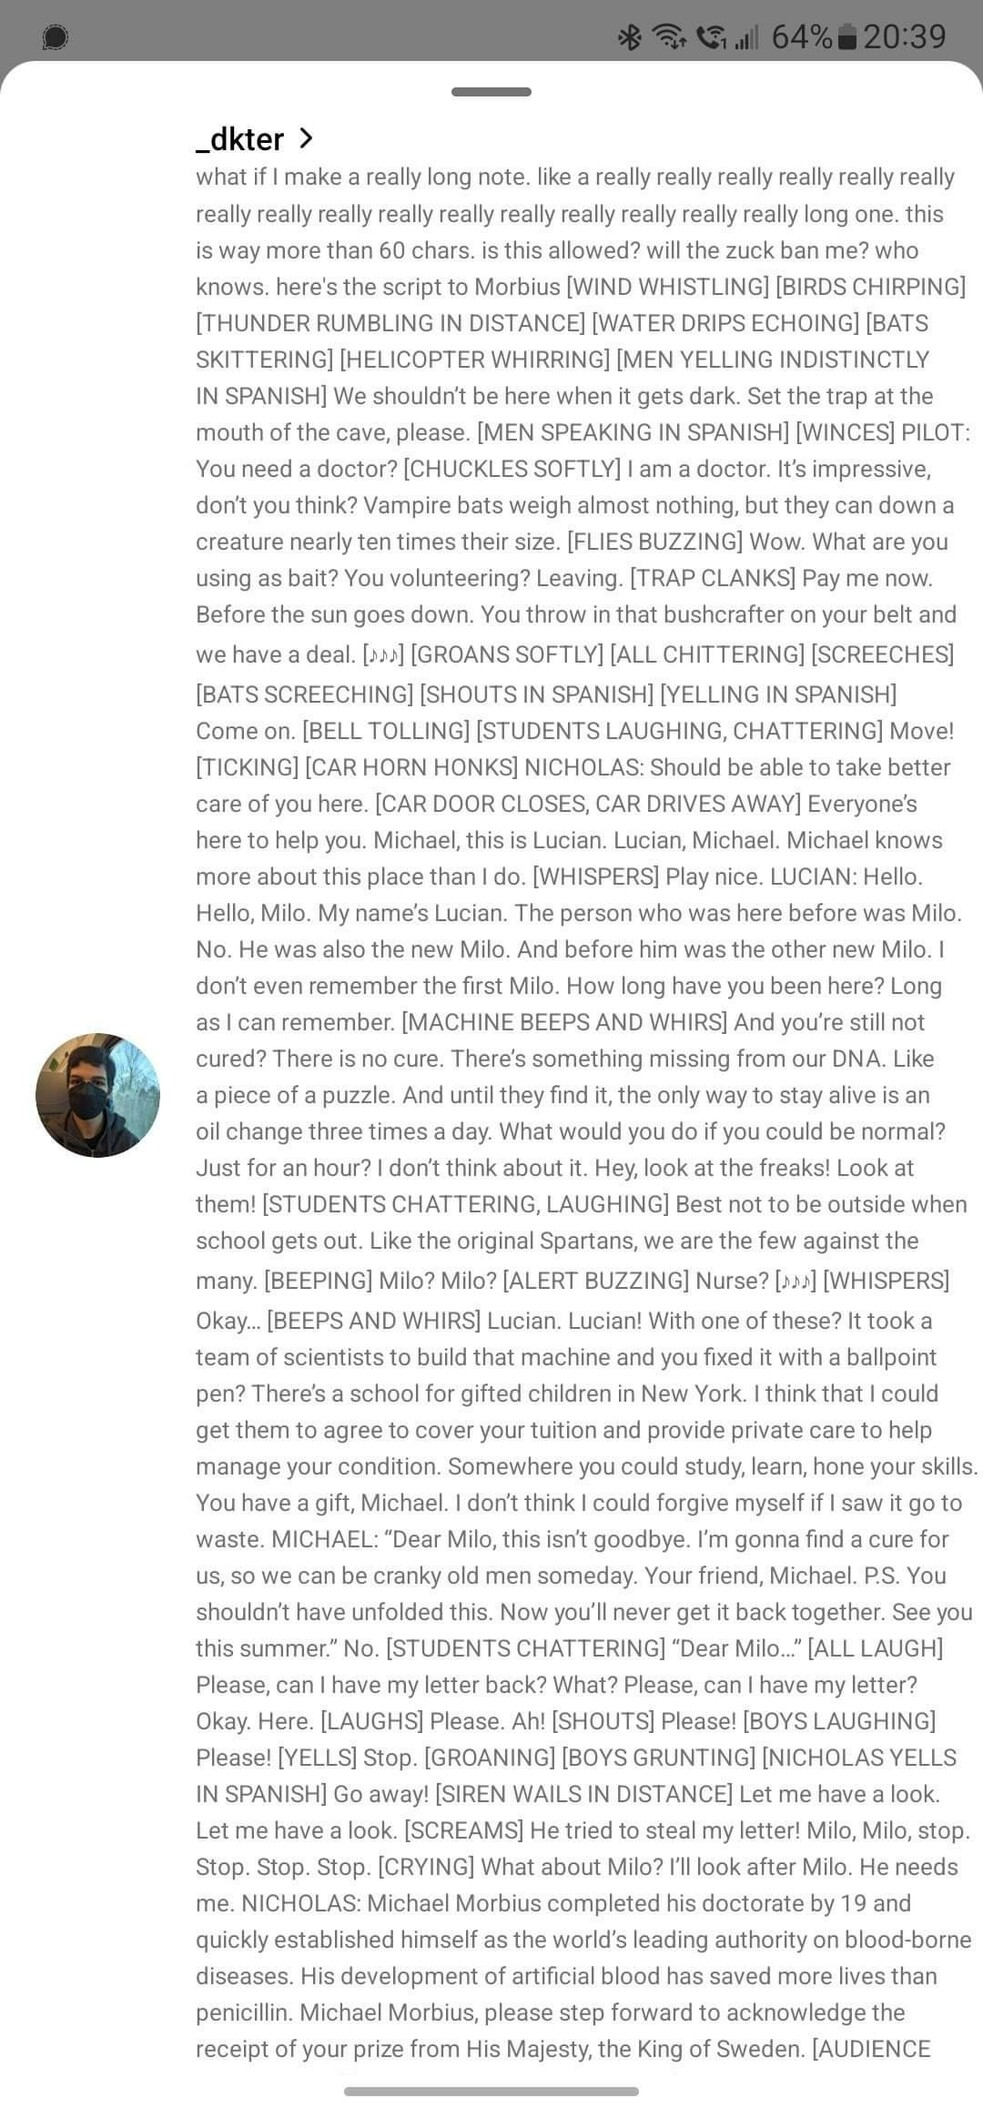 64% 20:39
_dkter >
what if I make a really long note. like a really really really really really really
really really really really really really really really really really long one. this
is way more than 60 chars. is this allowed? will the zuck ban me? who
knows. here's the script to Morbius [WIND WHISTLING] [BIRDS CHIRPING]
[THUNDER RUMBLING IN DISTANCE] [WATER DRIPS ECHOING] [BATS
SKITTERING] [HELICOPTER WHIRRING] [MEN YELLING INDISTINCTLY
IN SPANISH] We shouldn’t be here when it gets dark. Set the trap at the
mouth of the cave, please. [MEN SPEAKING IN SPANISH] [WINCES] PILOT:
You need a doctor? [CHUCKLES SOFTLY] I am a doctor. It’s impressive,
don’t you think? Vampire bats weigh almost nothing, but they can down a
creature nearly ten times their size. [FLIES BUZZING] Wow. What are you
using as bait? You volunteering? Leaving. [TRAP CLANKS] Pay me now.
Before the sun goes down. You throw in that bushcrafter on your belt and
we have a deal. [♪♪♪] [GROANS SOFTLY] [ALL CHITTERING] [SCREECHES]
[BATS SCREECHING] [SHOUTS IN SPANISH] [YELLING IN SPANISH]
Come on. [BELL TOLLING] [STUDENTS LAUGHING, CHATTERING] Move!
[TICKING] [CAR HORN HONKS] NICHOLAS: Should be able to take better
care of you here. [CAR DOOR CLOSES, CAR DRIVES AWAY] Everyone’s
here to help you. Michael, this is Lucian. Lucian, Michael. Michael knows
more about this place than I do. [WHISPERS] Play nice. LUCIAN: Hello.
Hello, Milo. My name’s Lucian. The person who was here before was Milo.
No. He was also the new Milo. And before him was the other new Milo. I
don’t even remember the first Milo. How long have you been here? Long
as I can remember. [MACHINE BEEPS AND WHIRS] And you’re still not
cured? There is no cure. There’s something missing from our DNA. Like
a piece of a puzzle. And until they find it, the only way to stay alive is an
oil change three times a day. What would you do if you could be normal?
Just for an hour? I don’t think about it. Hey, look at the freaks! Look at
them! [STUDENTS CHATTERING, LAUGHING] Best not to be outside when
school gets out. Like the original Spartans, we are the few against the
many. [BEEPING] Milo? Milo? [ALERT BUZZING] Nurse? [♪♪♪] [WHISPERS]
Okay… [BEEPS AND WHIRS] Lucian. Lucian! With one of these? It took a
team of scientists to build that machine and you fixed it with a ballpoint
pen? There’s a school for gifted children in New York. I think that I could
get them to agree to cover your tuition and provide private care to help
manage your condition. Somewhere you could study, learn, hone your skills.
You have a gift, Michael. I don’t think I could forgive myself if I saw it go to
waste. MICHAEL: “Dear Milo, this isn’t goodbye. I’m gonna find a cure for
us, so we can be cranky old men someday. Your friend, Michael. P.S. You
shouldn’t have unfolded this. Now you’ll never get it back together. See you
this summer.” No. [STUDENTS CHATTERING] “Dear Milo…” [ALL LAUGH]
Please, can I have my letter back? What? Please, can I have my letter?
Okay. Here. [LAUGHS] Please. Ah! [SHOUTS] Please! [BOYS LAUGHING]
Please! [YELLS] Stop. [GROANING] [BOYS GRUNTING] [NICHOLAS YELLS
IN SPANISH] Go away! [SIREN WAILS IN DISTANCE] Let me have a look.
Let me have a look. [SCREAMS] He tried to steal my letter! Milo, Milo, stop.
Stop. Stop. Stop. [CRYING] What about Milo? I’ll look after Milo. He needs
me. NICHOLAS: Michael Morbius completed his doctorate by 19 and
quickly established himself as the world’s leading authority on blood-borne
diseases. His development of artificial blood has saved more lives than
penicillin. Michael Morbius, please step forward to acknowledge the
receipt of your prize from His Majesty, the King of Sweden. [AUDIENCE